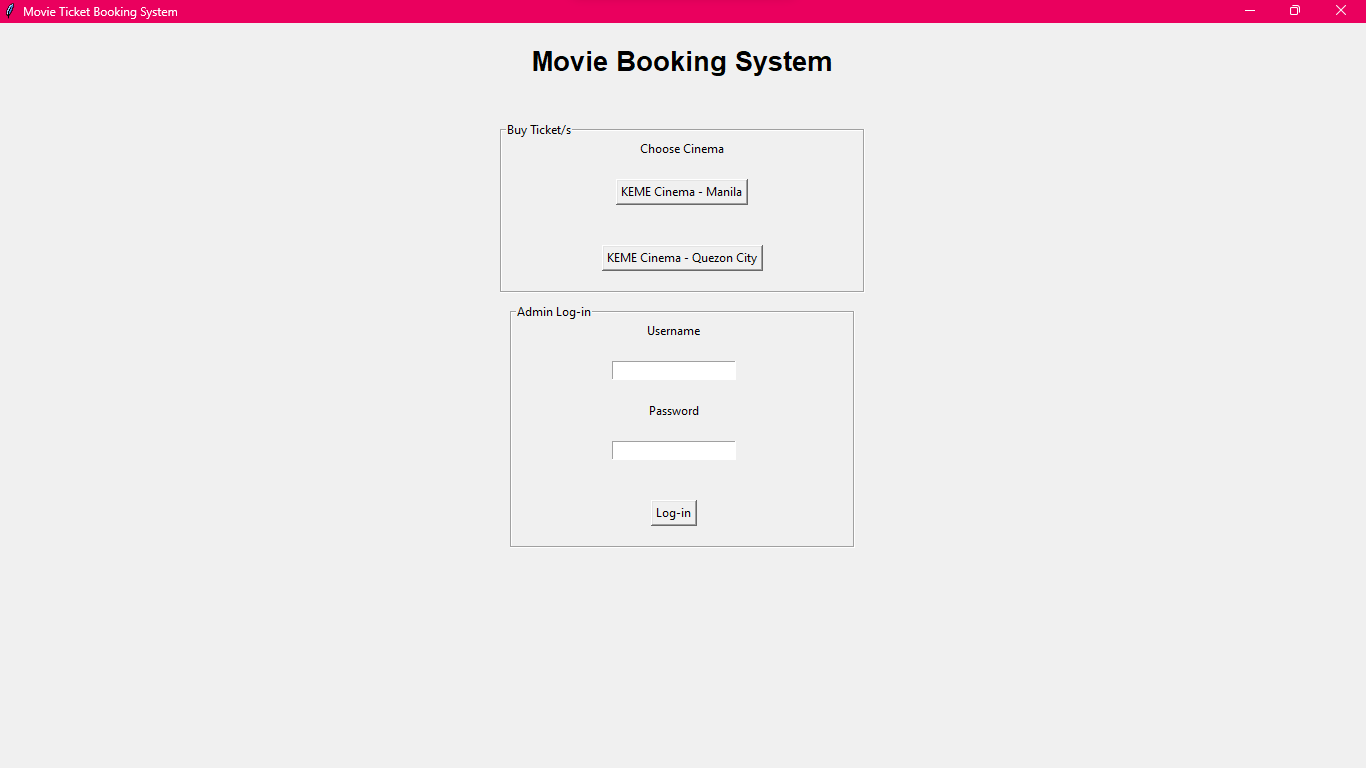 Movie Ticket Booking System
Movie Booking System
Buy Ticket/s
Choose Cinema
KEME Cinema - Manila
KEME Cinema - Quezon City
Admin Log-in
Username
Password
Log-in